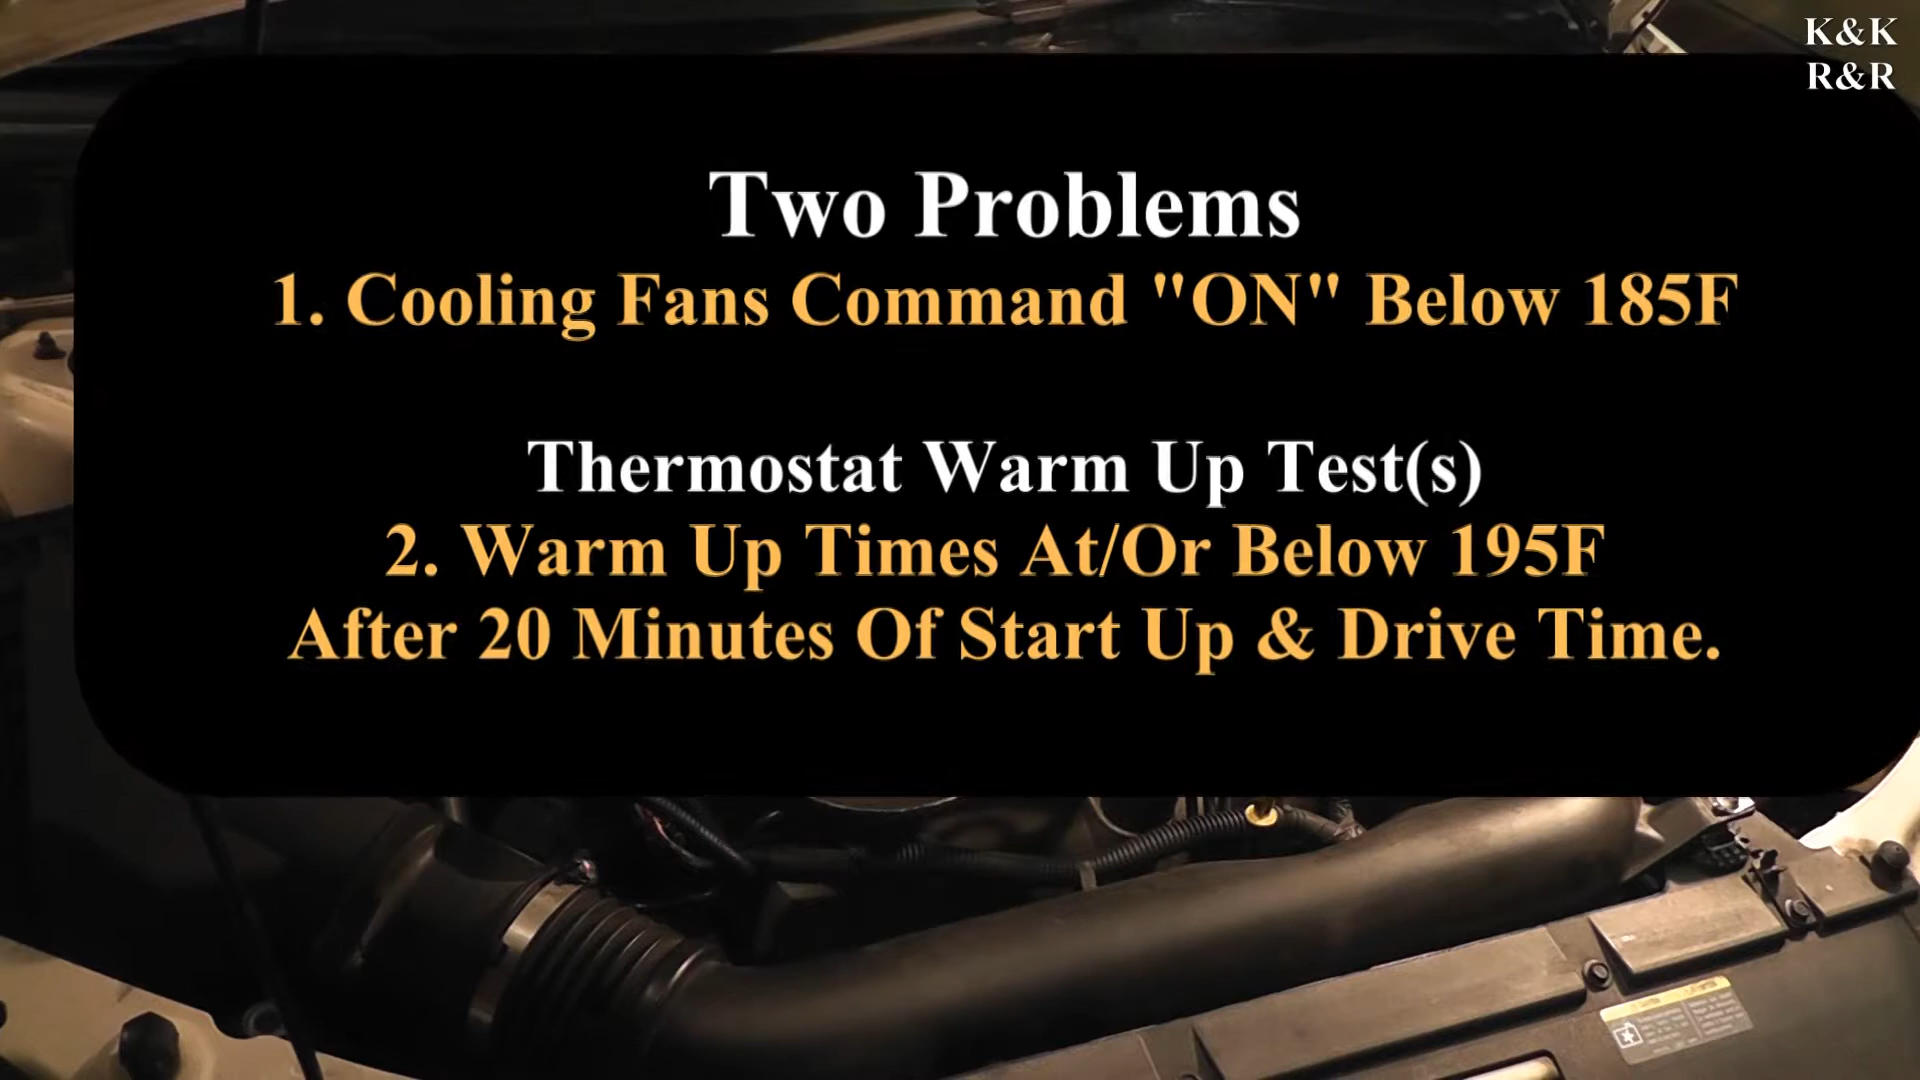 K&K
R&R
Two Problems
1. Cooling Fans Command "ON" Below 185F
Thermostat Warm Up Test(s)
2. Warm Up Times At/Or Below 195F
After 20 Minutes Of Start Up & Drive Time.